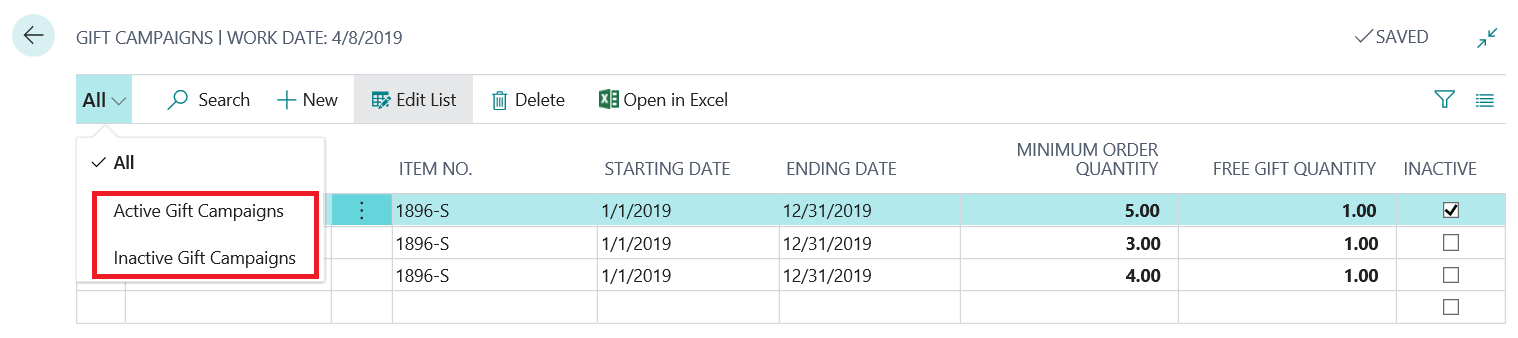 GIFT CAMPAIGNS | WORK DATE: 4/8/2019
SAVED
All Search New Edit List Delete Open in Excel
All
Active Gift Campaigns
Inactive Gift Campaigns
ITEM NO. STARTING DATE ENDING DATE MINIMUM ORDER QUANTITY FREE GIFT QUANTITY INACTIVE
1896-S 1/1/2019 12/31/2019 5.00 1.00
1896-S 1/1/2019 12/31/2019 3.00 1.00
1896-S 1/1/2019 12/31/2019 4.00 1.00